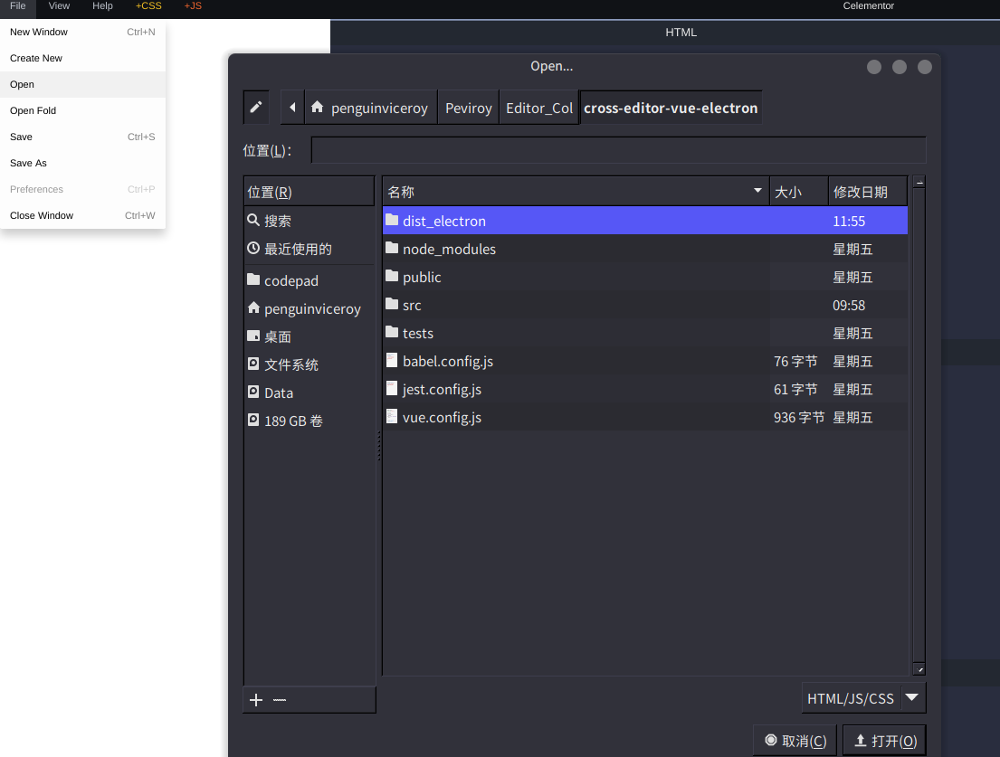 File View Help +CSS +JS Celementor
New Window Ctrl+N
Create New
Open
Open Fold
Save Ctrl+S
Save As
Preferences Ctrl+P
Close Window Ctrl+W
HTML
Open...
penguinviceroy Peviroy Editor_Col cross-editor-vue-electron
位置(L):
位置(R)
搜索
最近使用的
codepad
penguinviceroy
桌面
文件系统
Data
189 GB 卷
名称 大小 修改日期
dist_electron 11:55
node_modules 星期五
public 星期五
src 09:58
tests 星期五
babel.config.js 76 字节 星期五
jest.config.js 61 字节 星期五
vue.config.js 936 字节 星期五
HTML/JS/CSS
取消(C) 打开(O)